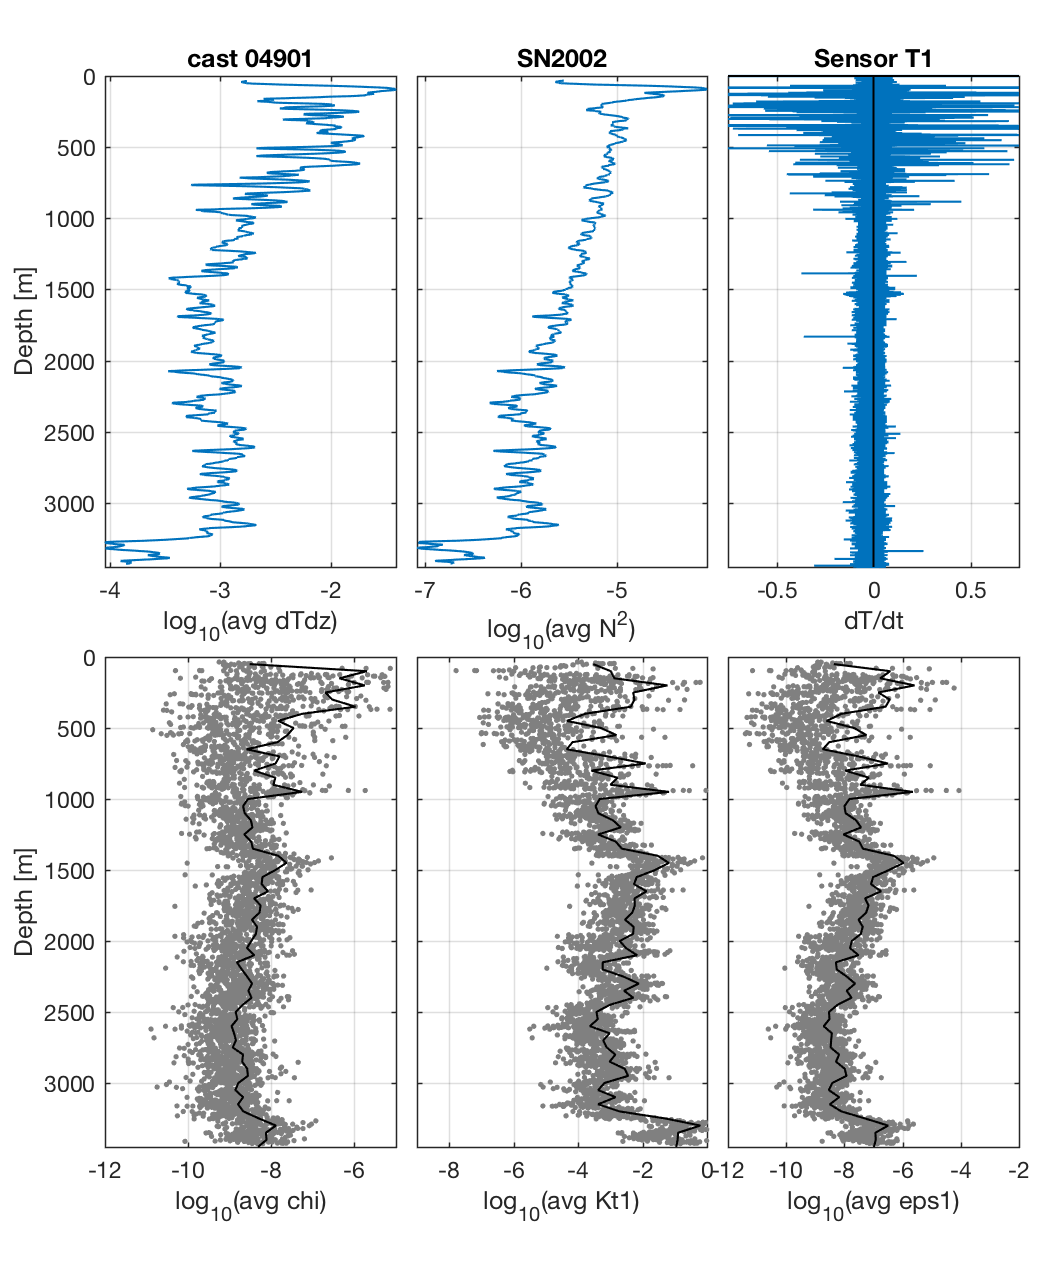 cast 04901 SN2002 Sensor T1
0
500
1000
1500
2000
2500
3000
Depth [m]
-4 -3 -2 -7 -6 -5 -0.5 0 0.5
log10(avg dTdz) log10(avg N2) dT/dt
0
500
1000
1500
2000
2500
3000
Depth [m]
-12 -10 -8 -6 -8 -6 -4 -2 0 -12 -10 -8 -6 -4 -2
log10(avg chi) log10(avg Kt1) log10(avg eps1)